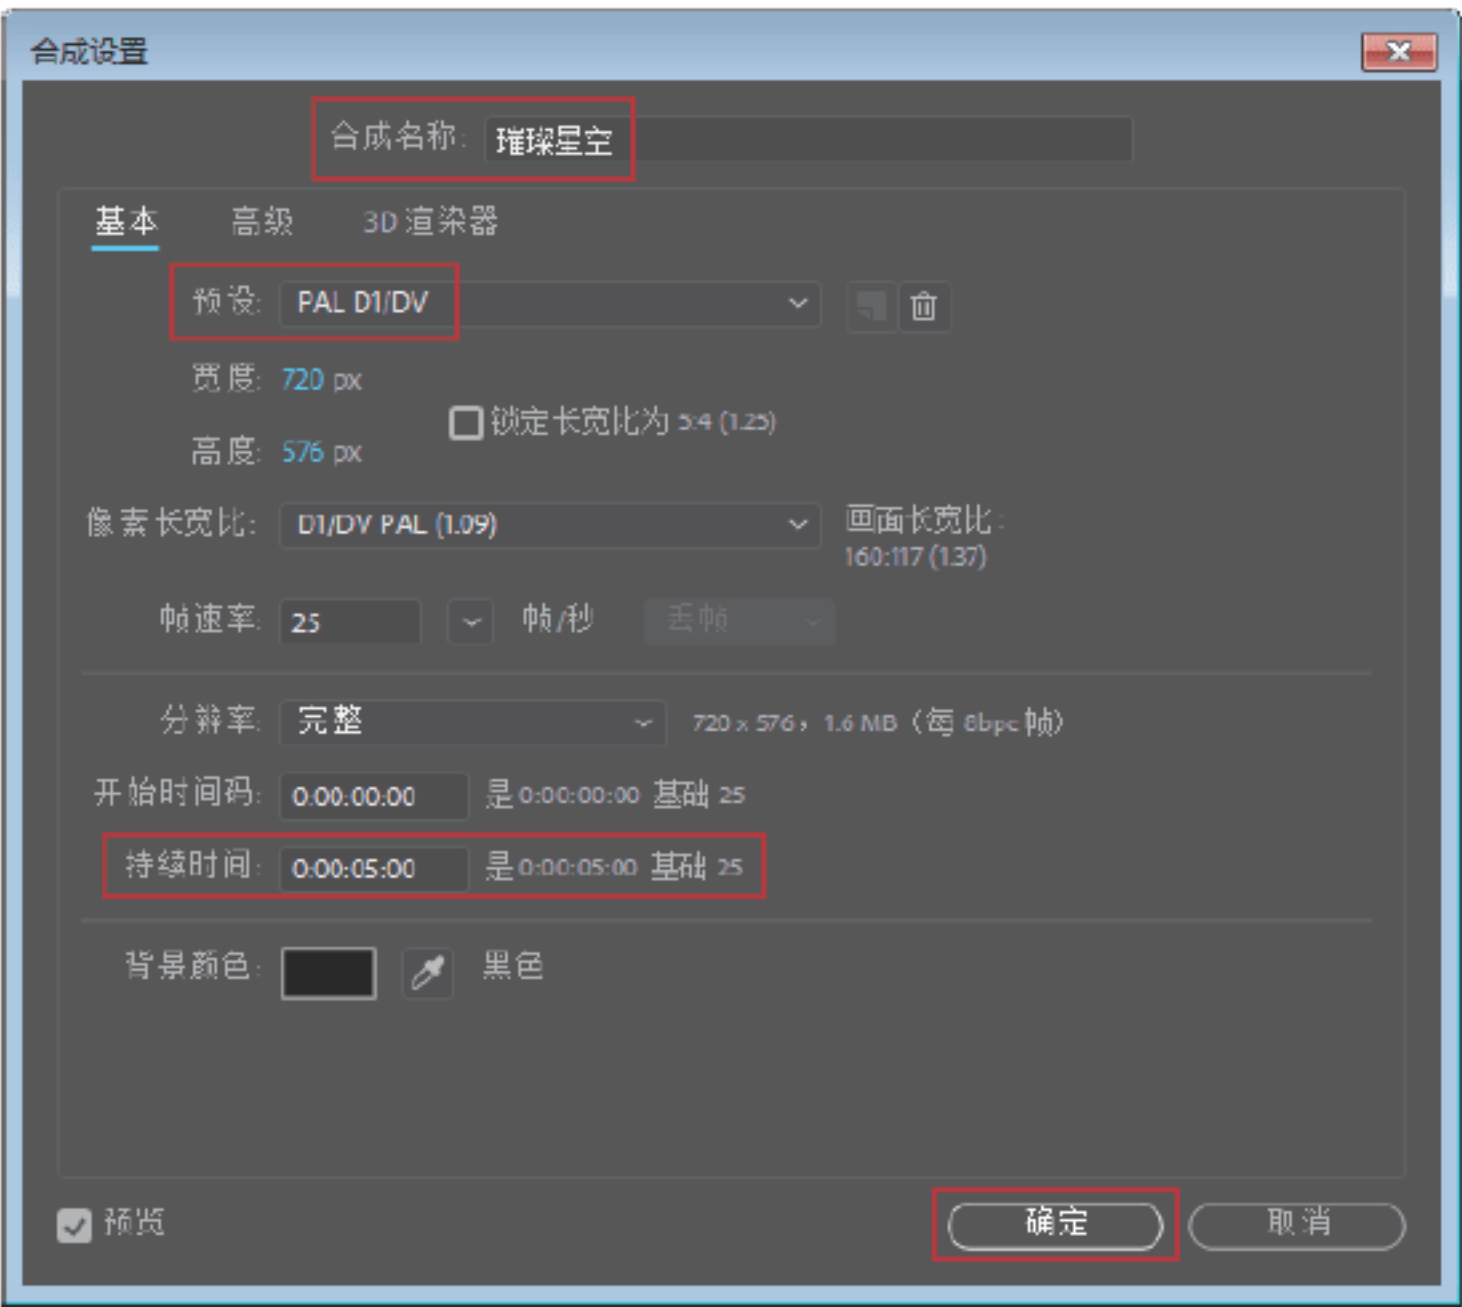 合成设置
合成名称: 璀璨星空
基本 高级 3D 渲染器
预设: PAL D1/DV
宽度: 720 px
锁定长宽比为 5:4 (1.25)
高度: 576 px
像素长宽比: D1/DV PAL (1.09) 画面长宽比:
160:117 (1.37)
帧速率: 25 帧/秒 丢帧
分辨率: 完整 720 x 576，1.6 MB（每 8bpc 帧）
开始时间码: 0:00:00:00 是 0:00:00:00 基础 25
持续时间: 0:00:05:00 是 0:00:05:00 基础 25
背景颜色: 黑色
预览 确定 取消